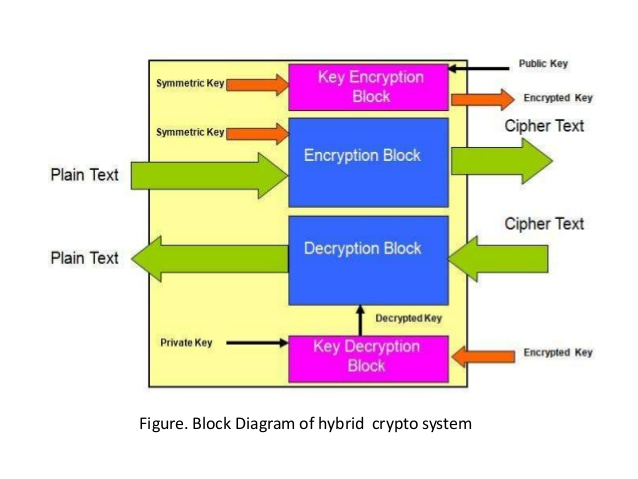 Public Key
Symmetric Key
Key Encryption
Block
Encrypted Key
Symmetric Key
Cipher Text
Encryption Block
Plain Text
Cipher Text
Decryption Block
Plain Text
Decrypted Key
Private Key
Key Decryption
Block
Encrypted Key
Figure. Block Diagram of hybrid crypto system